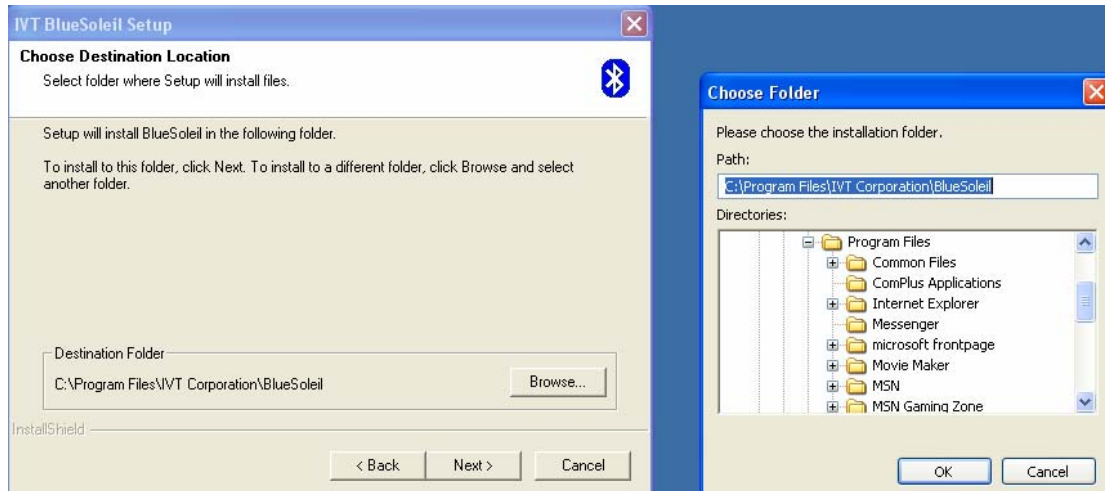 IVT BlueSoleil Setup
Choose Destination Location
Select folder where Setup will install files.
Setup will install BlueSoleil in the following folder.
To install to this folder, click Next. To install to a different folder, click Browse and select
another folder.
Destination Folder
C:\Program Files\IVT Corporation\BlueSoleil
Browse...
InstallShield
< Back
Next >
Cancel
Choose Folder
Please choose the installation folder.
Path:
C:\Program Files\IVT Corporation\BlueSoleil
Directories:
Program Files
Common Files
ComPlus Applications
Internet Explorer
Messenger
microsoft frontpage
Movie Maker
MSN
MSN Gaming Zone
OK
Cancel